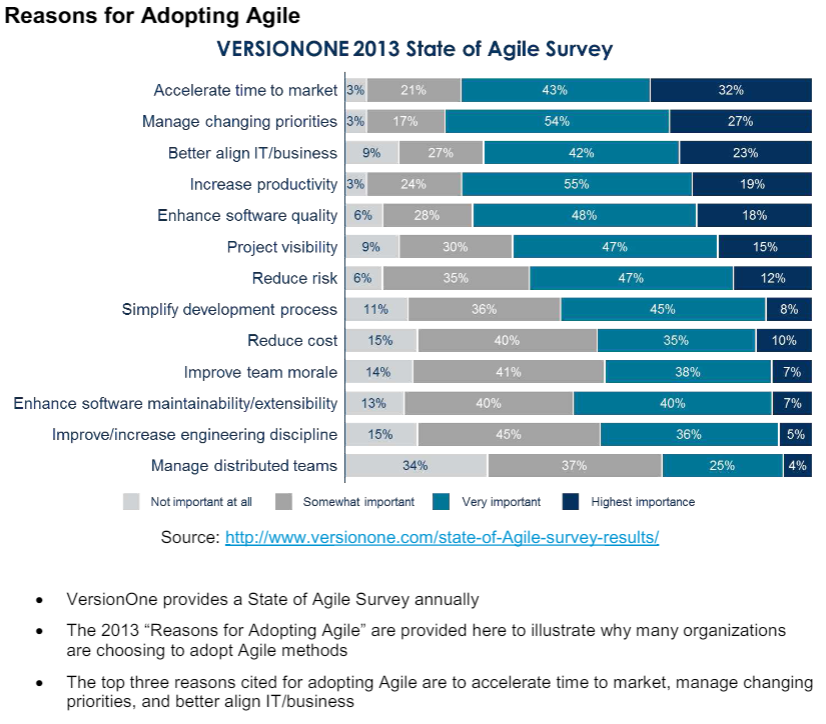 Reasons for Adopting Agile
VERSIONONE 2013 State of Agile Survey
Accelerate time to market 3% 21% 43% 32%
Manage changing priorities 3% 17% 54% 27%
Better align IT/business 9% 27% 42% 23%
Increase productivity 3% 24% 55% 19%
Enhance software quality 6% 28% 48% 18%
Project visibility 9% 30% 47% 15%
Reduce risk 6% 35% 47% 12%
Simplify development process 11% 36% 45% 8%
Reduce cost 15% 40% 35% 10%
Improve team morale 14% 41% 38% 7%
Enhance software maintainability/extensibility 13% 40% 40% 7%
Improve/increase engineering discipline 15% 45% 36% 5%
Manage distributed teams 34% 37% 25% 4%
Not important at all Somewhat important Very important Highest importance
Source: http://www.versionone.com/state-of-Agile-survey-results/
• VersionOne provides a State of Agile Survey annually
• The 2013 “Reasons for Adopting Agile” are provided here to illustrate why many organizations
are choosing to adopt Agile methods
• The top three reasons cited for adopting Agile are to accelerate time to market, manage changing
priorities, and better align IT/business